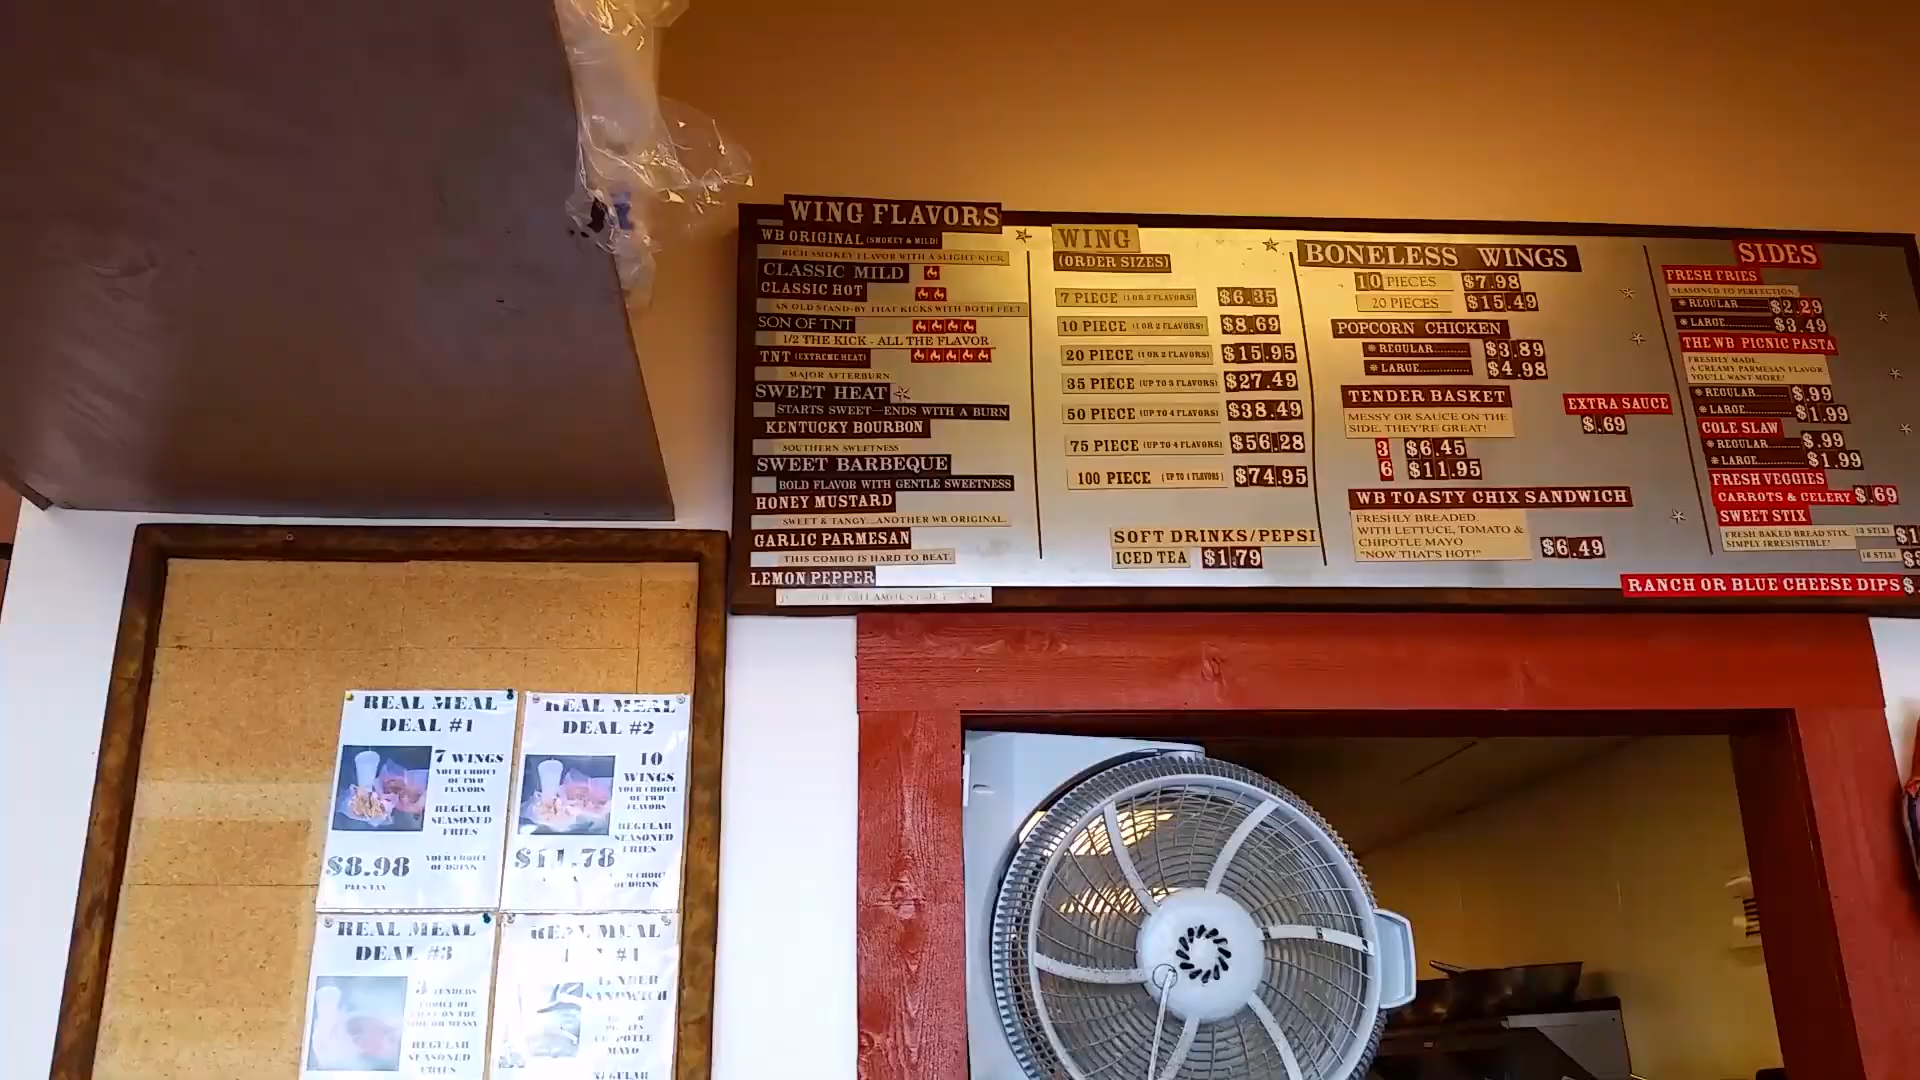 WING FLAVORS
WB ORIGINAL (SMOKEY & MILD)
RICH SMOKEY FLAVOR WITH A SLIGHT KICK
CLASSIC MILD
CLASSIC HOT
AN OLD STAND-BY THAT KICKS WITH BOTH FEET
SON OF TNT
1/2 THE KICK - ALL THE FLAVOR
TNT (EXTREME HEAT)
MAJOR AFTERBURN
SWEET HEAT
STARTS SWEET—ENDS WITH A BURN
KENTUCKY BOURBON
SOUTHERN SWEETNESS
SWEET BARBEQUE
BOLD FLAVOR WITH GENTLE SWEETNESS
HONEY MUSTARD
SWEET & TANGY...ANOTHER WB ORIGINAL.
GARLIC PARMESAN
THIS COMBO IS HARD TO BEAT.
LEMON PEPPER
WING
(ORDER SIZES)
7 PIECE (1 OR 2 FLAVORS) $6.35
10 PIECE (1 OR 2 FLAVORS) $8.69
20 PIECE (1 OR 2 FLAVORS) $15.95
35 PIECE (UP TO 3 FLAVORS) $27.49
50 PIECE (UP TO 4 FLAVORS) $38.49
75 PIECE (UP TO 4 FLAVORS) $56.28
100 PIECE (UP TO 4 FLAVORS) $74.95
SOFT DRINKS/PEPSI
ICED TEA $1.79
BONELESS WINGS
10 PIECES $7.98
20 PIECES $15.49
POPCORN CHICKEN
* REGULAR.......... $3.89
* LARGE............ $4.98
TENDER BASKET
MESSY OR SAUCE ON THE
SIDE. THEY'RE GREAT!
3 $6.45
6 $11.95
EXTRA SAUCE
$.69
WB TOASTY CHIX SANDWICH
FRESHLY BREADED.
WITH LETTUCE, TOMATO &
CHIPOTLE MAYO
"NOW THAT'S HOT!"
$6.49
SIDES
FRESH FRIES
SEASONED TO PERFECTION
* REGULAR.......... $2.29
* LARGE............ $3.49
THE WB PICNIC PASTA
FRESHLY MADE.
A CREAMY PARMESAN FLAVOR
YOU'LL WANT MORE!
* REGULAR.......... $.99
* LARGE............ $1.99
COLE SLAW
* REGULAR.......... $.99
* LARGE............ $1.99
FRESH VEGGIES
CARROTS & CELERY $.69
SWEET STIX
FRESH BAKED BREAD STIX.
SIMPLY IRRESISTIBLE!
RANCH OR BLUE CHEESE DIPS $.
REAL MEAL
DEAL #1
7 WINGS
YOUR CHOICE
OF TWO
FLAVORS
REGULAR
SEASONED
FRIES
$8.98
PLUS TAX
YOUR CHOICE
OF DRINK
REAL MEAL
DEAL #2
10
WINGS
YOUR CHOICE
OF TWO
FLAVORS
REGULAR
SEASONED
FRIES
$11.78
OF DRINK
REAL MEAL
DEAL #3
3 TENDERS
CHOICE OF
REGULAR
SEASONED
FRIES
REAL MEAL
SANDWICH
MAYO
REGULAR